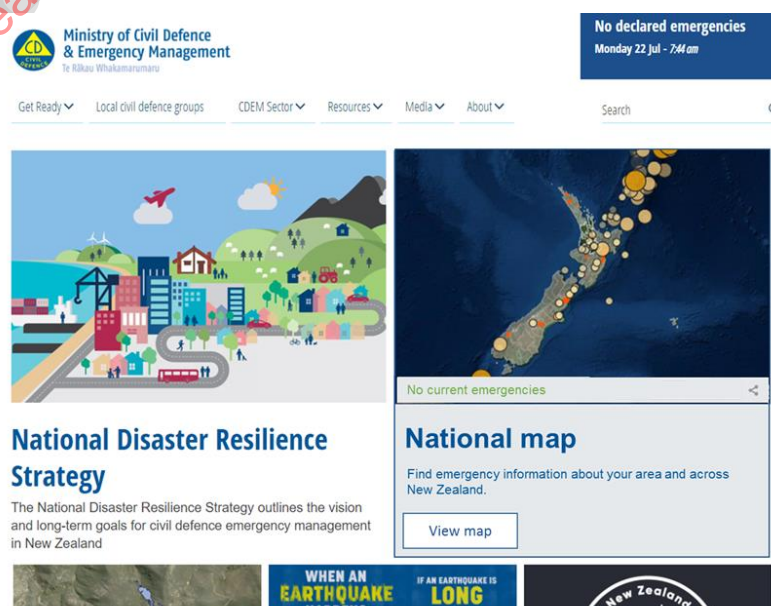 No declared emergencies
Monday 22 Jul - 7:44 am
Ministry of Civil Defence
& Emergency Management
Te Rākau Whakamarumaru
CD
CIVIL
DEFENCE
Get Ready
Local civil defence groups
CDEM Sector
Resources
Media
About
Search
No current emergencies
National Disaster Resilience
Strategy
The National Disaster Resilience Strategy outlines the vision
and long-term goals for civil defence emergency management
in New Zealand
National map
Find emergency information about your area and across
New Zealand.
View map
WHEN AN
EARTHQUAKE
IF AN EARTHQUAKE IS
LONG
New Zealand